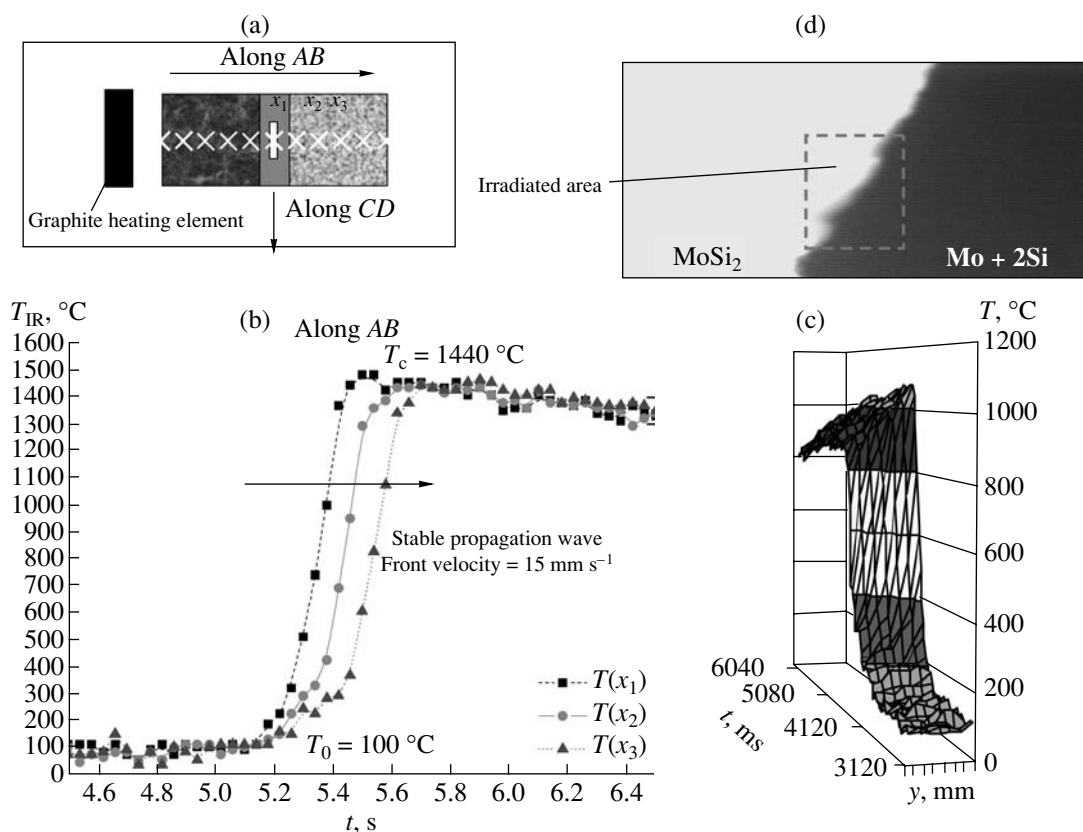 (a)
Along AB
x₁ x₂ x₃
Graphite heating element
Along CD
(d)
Irradiated area
MoSi₂
Mo + 2Si
T_IR, °C
(b)
Along AB
T_c = 1440 °C
1600
1500
1400
1300
1200
1100
1000
900
800
700
600
500
400
300
200
100
0
Stable propagation wave
Front velocity = 15 mm s⁻¹
T(x₁)
T(x₂)
T(x₃)
T₀ = 100 °C
4.6 4.8 5.0 5.2 5.4 5.6 5.8 6.0 6.2 6.4
t, s
(c)
T, °C
1200
1000
800
600
400
200
0
6040
5080
4120
3120
t, ms
y, mm